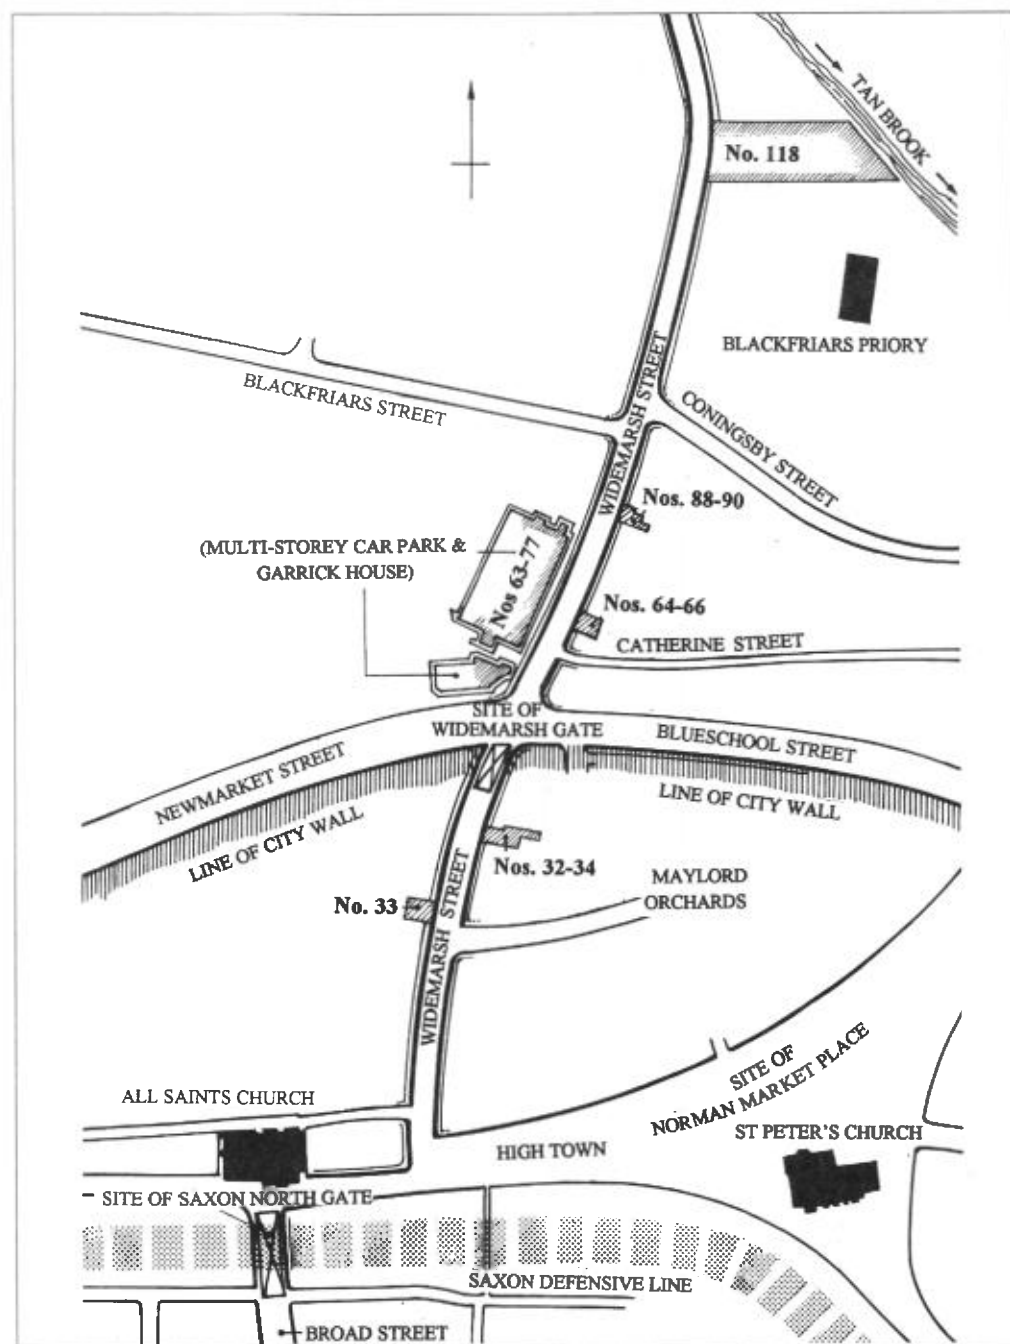 TAN BROOK
No. 118
BLACKFRIARS PRIORY
BLACKFRIARS STREET
WIDEMARSH STREET
CONINGSBY STREET
Nos. 88-90
(MULTI-STOREY CAR PARK &
GARRICK HOUSE)
Nos 63-77
Nos. 64-66
CATHERINE STREET
SITE OF
WIDEMARSH GATE
BLUESCHOOL STREET
NEWMARKET STREET
LINE OF CITY WALL
LINE OF CITY WALL
Nos. 32-34
MAYLORD
ORCHARDS
No. 33
WIDEMARSH STREET
SITE OF
NORMAN MARKET PLACE
ALL SAINTS CHURCH
ST PETER'S CHURCH
HIGH TOWN
SITE OF SAXON NORTH GATE
SAXON DEFENSIVE LINE
BROAD STREET